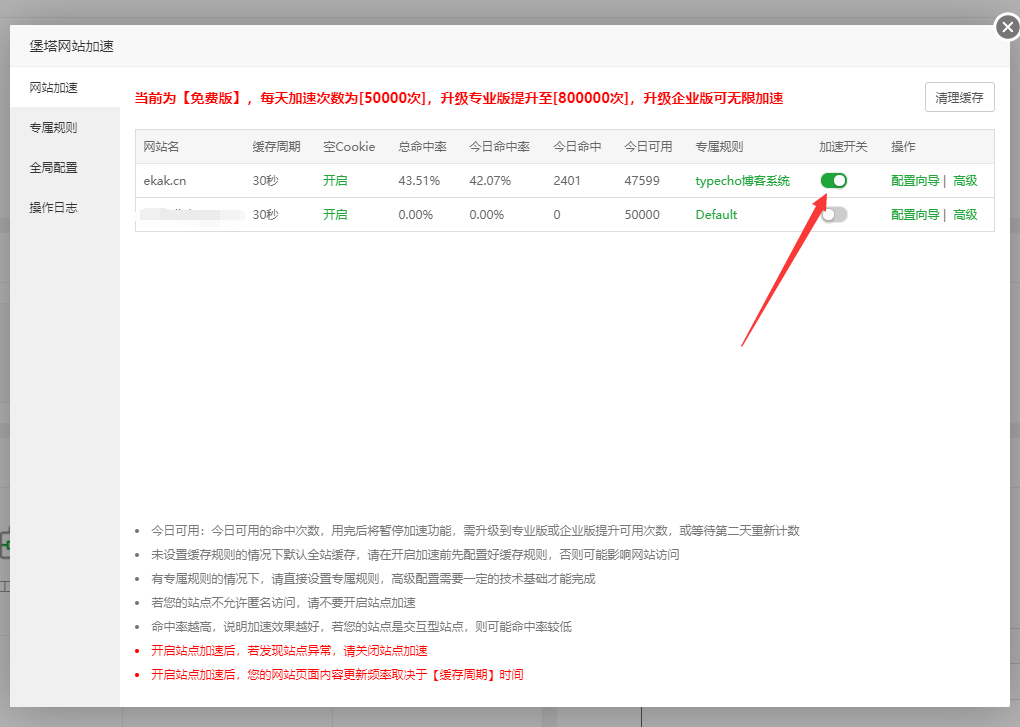 堡塔网站加速
网站加速
专属规则
全局配置
操作日志
当前为【免费版】，每天加速次数为[50000次]，升级专业版提升至[800000次]，升级企业版可无限加速
清理缓存
网站名 缓存周期 空Cookie 总命中率 今日命中率 今日命中 今日可用 专属规则 加速开关 操作
ekak.cn 30秒 开启 43.51% 42.07% 2401 47599 typecho博客系统 配置向导 | 高级
30秒 开启 0.00% 0.00% 0 50000 Default 配置向导 | 高级
今日可用：今日可用的命中次数，用完后将暂停加速功能，需升级到专业版或企业版提升可用次数，或等待第二天重新计数
未设置缓存规则的情况下默认全站缓存，请在开启加速前先配置好缓存规则，否则可能影响网站访问
有专属规则的情况下，请直接设置专属规则，高级配置需要一定的技术基础才能完成
若您的站点不允许匿名访问，请不要开启站点加速
命中率越高，说明加速效果越好，若您的站点是交互型站点，则可能命中率较低
开启站点加速后，若发现站点异常，请关闭站点加速
开启站点加速后，您的网站页面内容更新频率取决于【缓存周期】时间